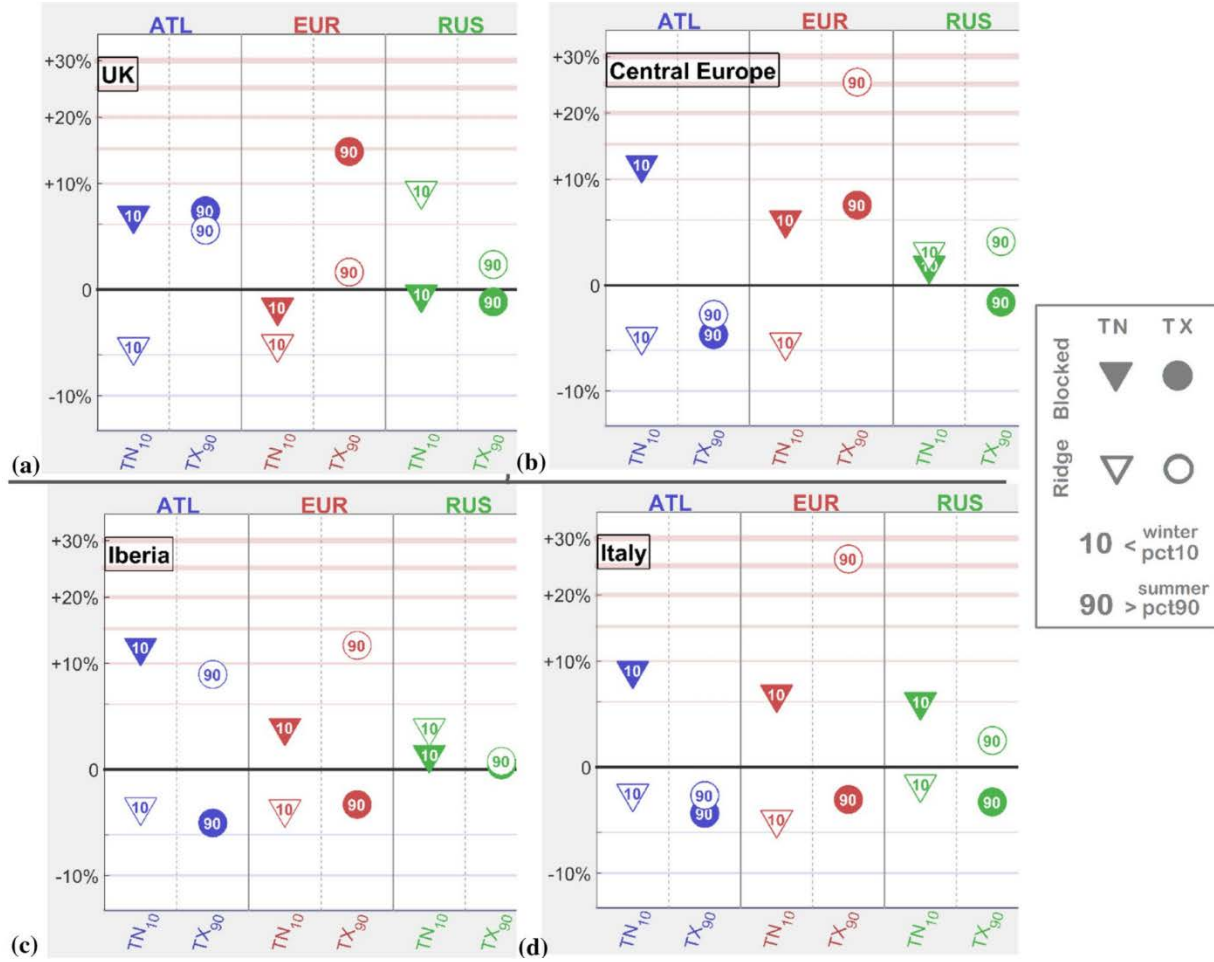 ATL EUR RUS
UK
+30%
+20%
+10%
0
-10%
10 90 90 10 10 10 90 90 10 10 90 90
TN10 TX90 TN10 TX90 TN10 TX90
(a)
ATL EUR RUS
Central Europe
+30%
+20%
+10%
0
-10%
10 10 90 90 10 10 90 90 10 10 90 90
TN10 TX90 TN10 TX90 TN10 TX90
(b)
ATL EUR RUS
Iberia
+30%
+20%
+10%
0
-10%
10 10 90 90 10 10 90 90 10 10 90
TN10 TX90 TN10 TX90 TN10 TX90
(c)
ATL EUR RUS
Italy
+30%
+20%
+10%
0
-10%
10 10 90 90 10 10 90 90 10 10 90 90
TN10 TX90 TN10 TX90 TN10 TX90
(d)
TN TX
Blocked
Ridge
10 < winter pct10
90 > summer pct90